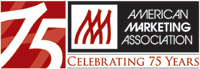 75
AMERICAN
MARKETING
ASSOCIATION
CELEBRATING 75 YEARS